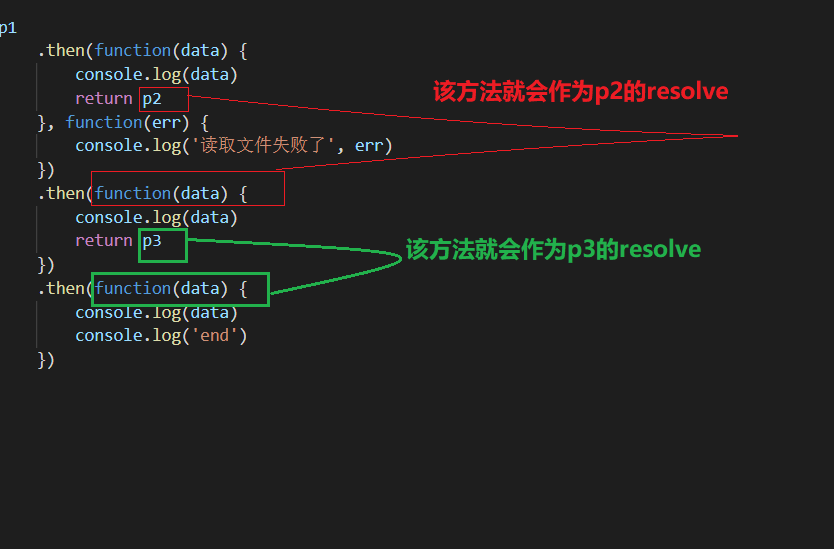 p1
.then(function(data) {
console.log(data)
该方法就会作为p2的resolve
return p2
}, function(err) {
console.log('读取文件失败了', err)
})
.then(function(data) {
console.log(data)
return p3
该方法就会作为p3的resolve
})
.then(function(data) {
console.log(data)
console.log('end')
})